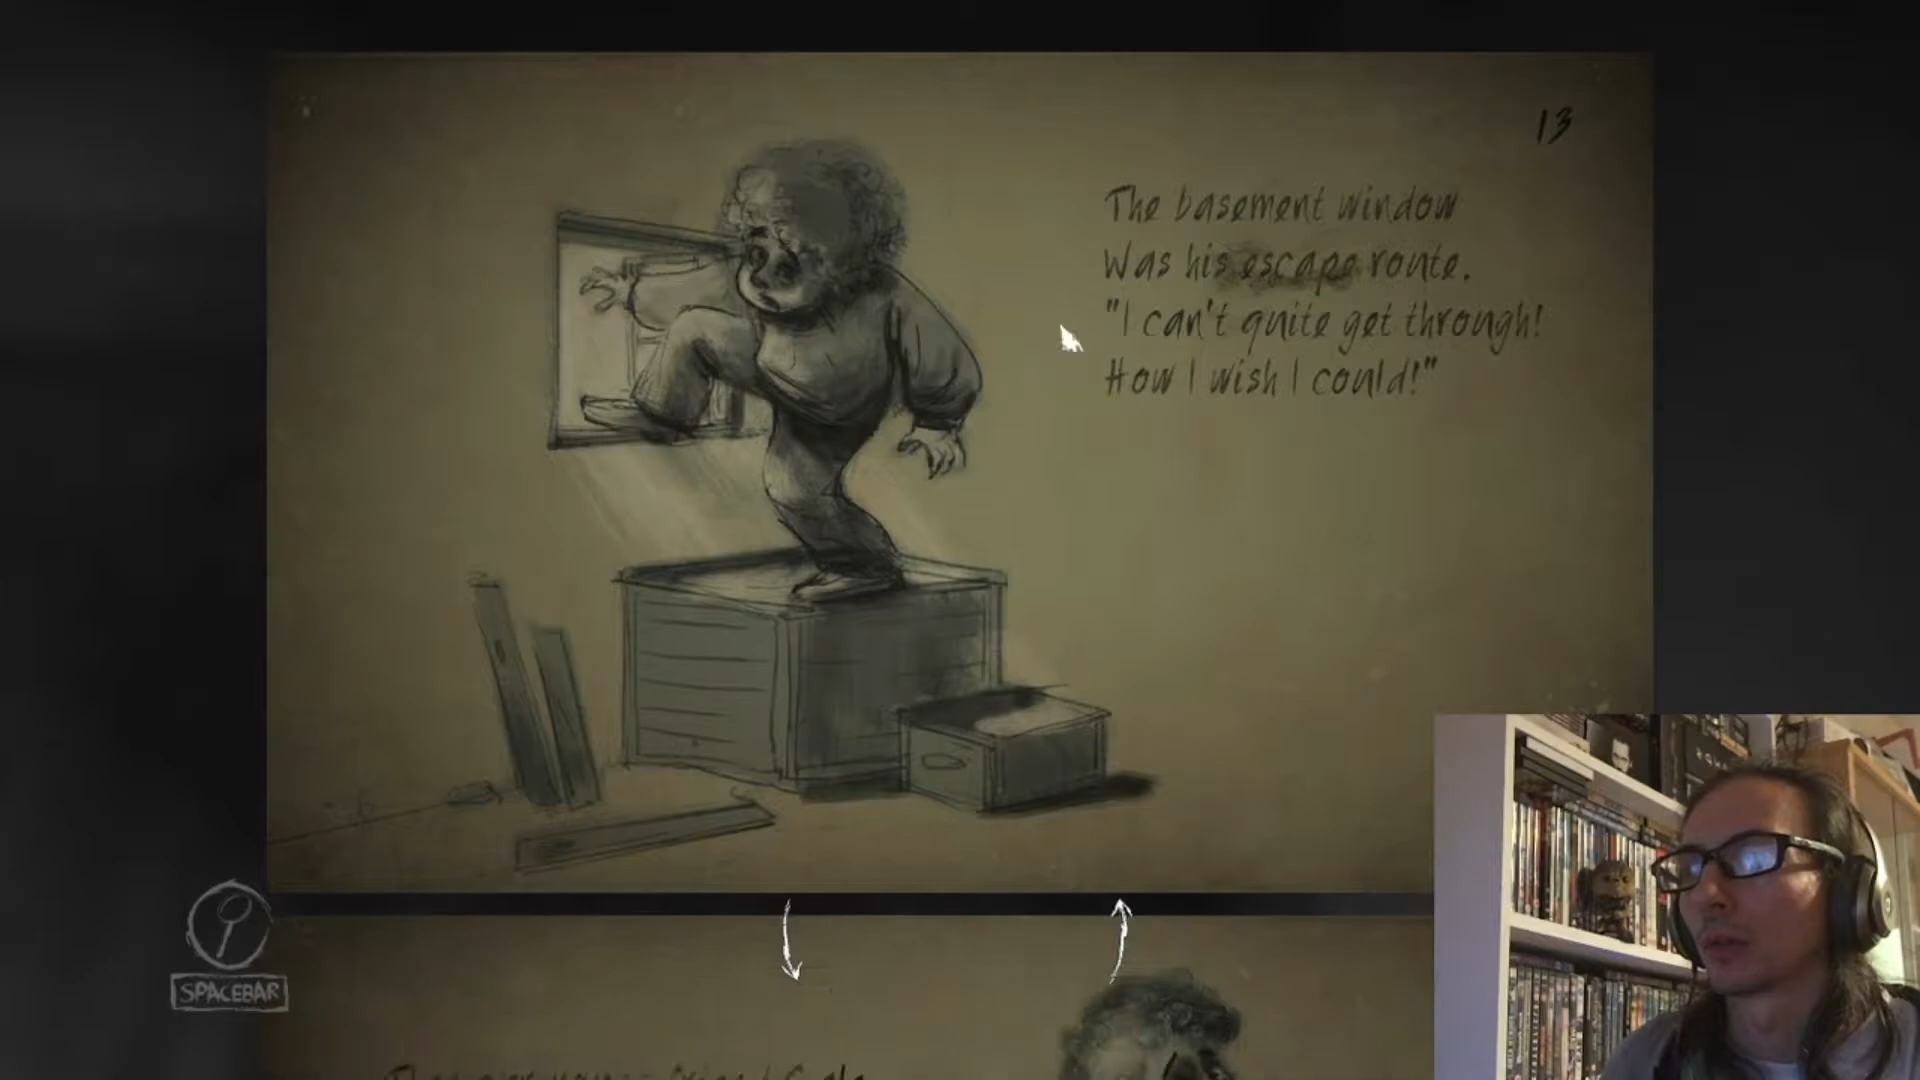 13
The basement window
Was his escape route.
"I can't quite get through!
How I wish I could!"
SPACEBAR